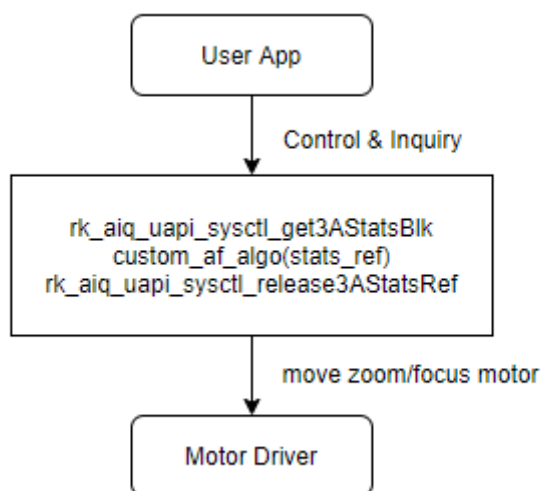 User App
Control & Inquiry
rk_aiq_uapi_sysctl_get3AStatsBlk
custom_af_algo(stats_ref)
rk_aiq_uapi_sysctl_release3AStatsRef
move zoom/focus motor
Motor Driver